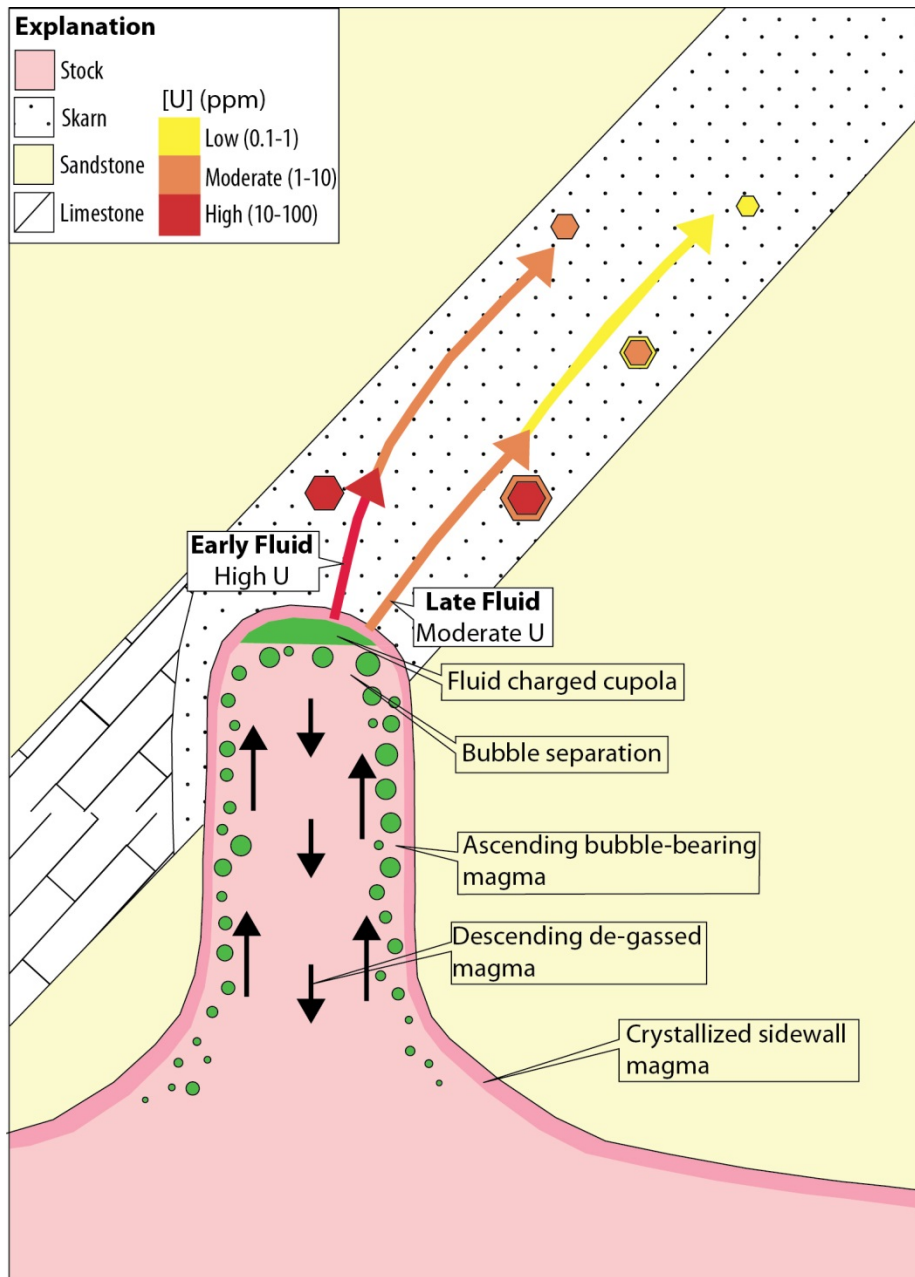 Explanation
Stock
Skarn
Sandstone
Limestone
[U] (ppm)
Low (0.1-1)
Moderate (1-10)
High (10-100)
Early Fluid
High U
Late Fluid
Moderate U
Fluid charged cupola
Bubble separation
Ascending bubble-bearing
magma
Descending de-gassed
magma
Crystallized sidewall
magma